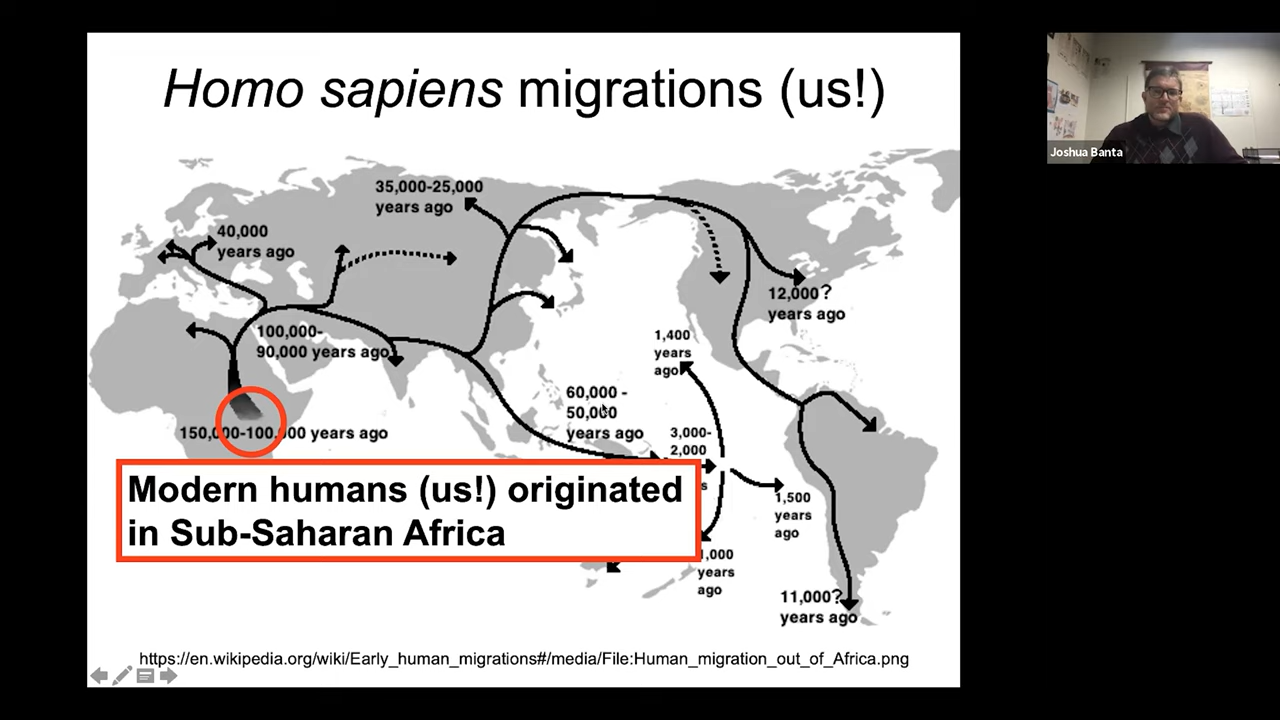 Homo sapiens migrations (us!)
Joshua Banta
35,000-25,000
years ago
40,000
years ago
100,000-
90,000 years ago
12,000?
years ago
1,400
years
ago
60,000 -
50,000
years ago
150,000-100,000 years ago
3,000-
2,000
Modern humans (us!) originated
in Sub-Saharan Africa
1,500
years
ago
years
ago
11,000?
years ago
https://en.wikipedia.org/wiki/Early_human_migrations#/media/File:Human_migration_out_of_Africa.png